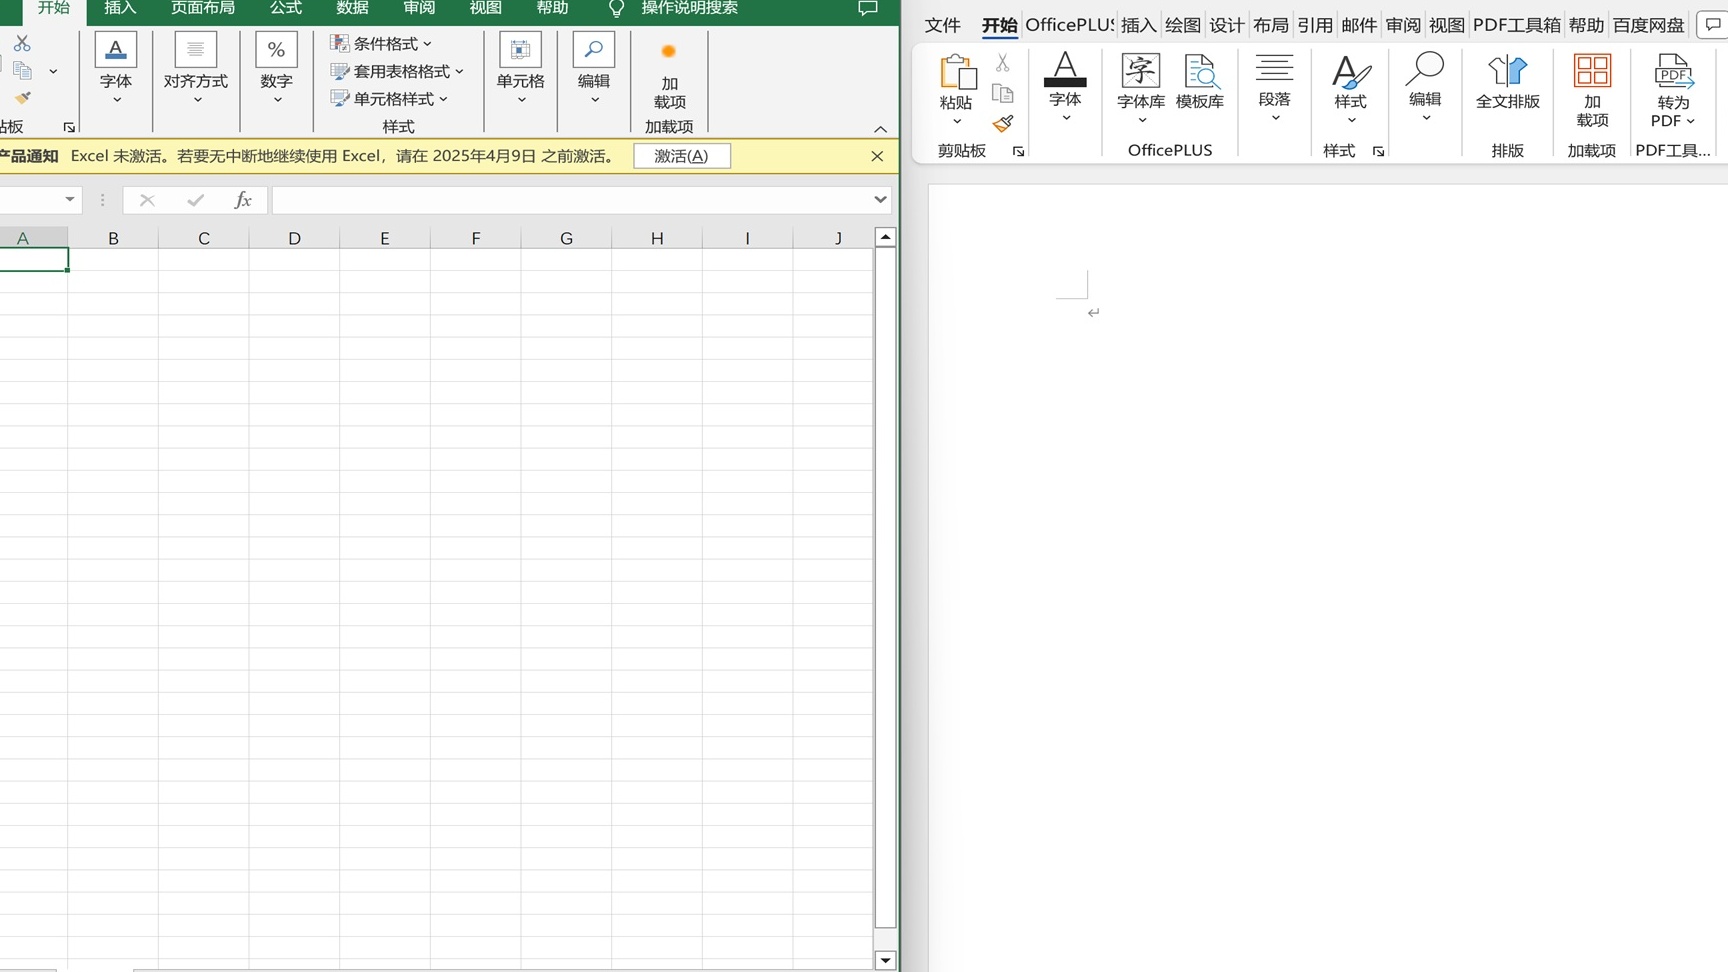 开始 插入 页面布局 公式 数据 审阅 视图 帮助 操作说明搜索
条件格式
套用表格格式
单元格样式
字体 对齐方式 数字 单元格 编辑 加载项
样式 加载项
产品通知 Excel 未激活。若要无中断地继续使用 Excel，请在 2025年4月9日 之前激活。 激活(A)
fx
A B C D E F G H I J
文件 开始 OfficePLUS 插入 绘图 设计 布局 引用 邮件 审阅 视图 PDF工具箱 帮助 百度网盘
粘贴 字体 字体库 模板库 段落 样式 编辑 全文排版 加载项 转为PDF
剪贴板 OfficePLUS 样式 排版 加载项 PDF工具...